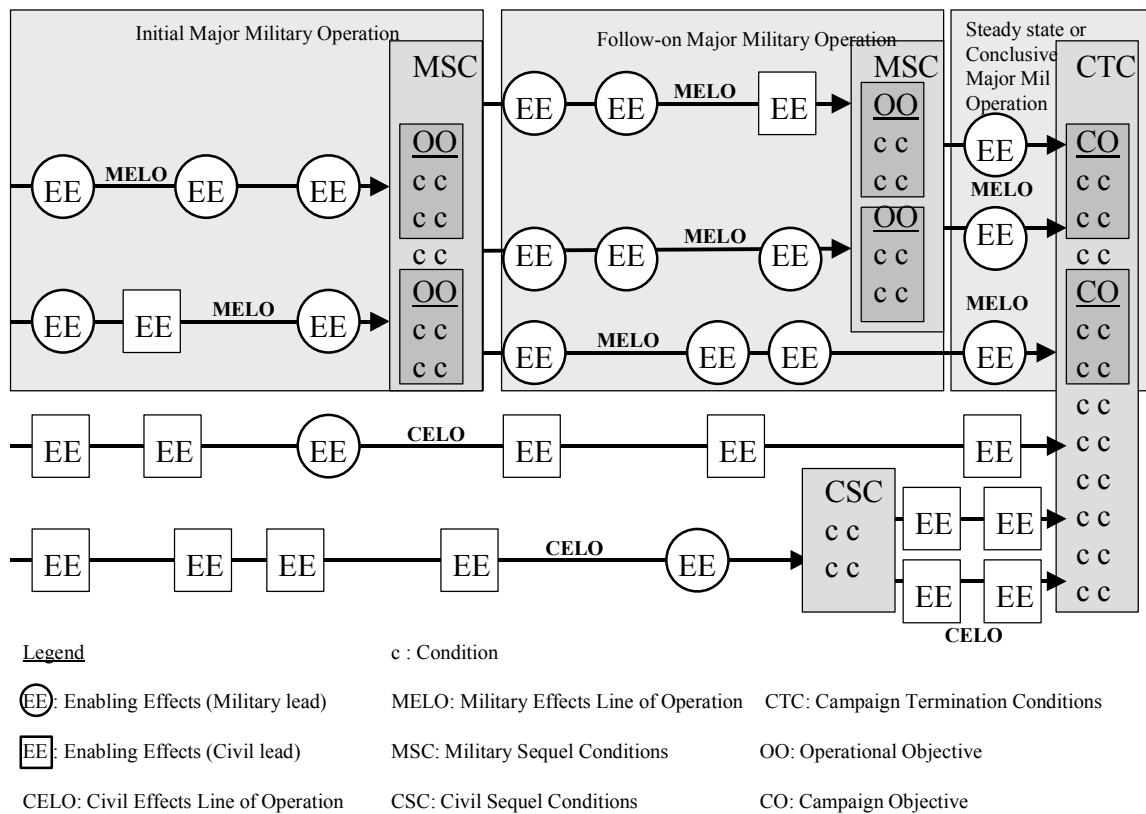 Initial Major Military Operation
Follow-on Major Military Operation
Steady state or
Conclusive
Major Mil
Operation
MSC
MSC
CTC
EE EE MELO EE
OO
c c
c c
EE MELO
CO
c c
c c
EE MELO EE EE
OO
c c
c c
c c
EE EE MELO EE
OO
c c
c c
EE
c c
EE EE MELO EE
OO
c c
c c
EE MELO EE EE
MELO
EE
CO
c c
c c
EE EE EE CELO EE EE EE
c c
c c
c c
c c
c c
c c
EE EE EE EE CELO EE
CSC
c c
c c
EE EE
EE EE
CELO
Legend
c : Condition
EE : Enabling Effects (Military lead)
MELO: Military Effects Line of Operation
CTC: Campaign Termination Conditions
EE : Enabling Effects (Civil lead)
MSC: Military Sequel Conditions
OO: Operational Objective
CELO: Civil Effects Line of Operation
CSC: Civil Sequel Conditions
CO: Campaign Objective